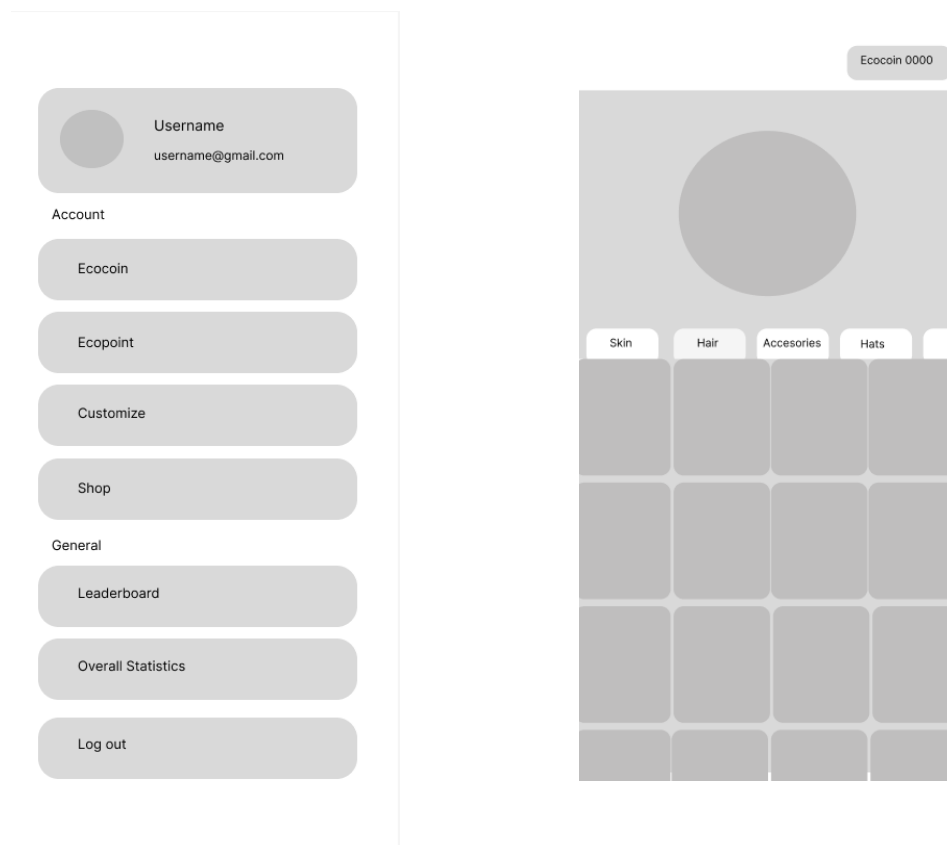 Username
username@gmail.com
Account
Ecocoin
Ecopoint
Customize
Shop
General
Leaderboard
Overall Statistics
Log out
Ecocoin 0000
Skin
Hair
Accesories
Hats